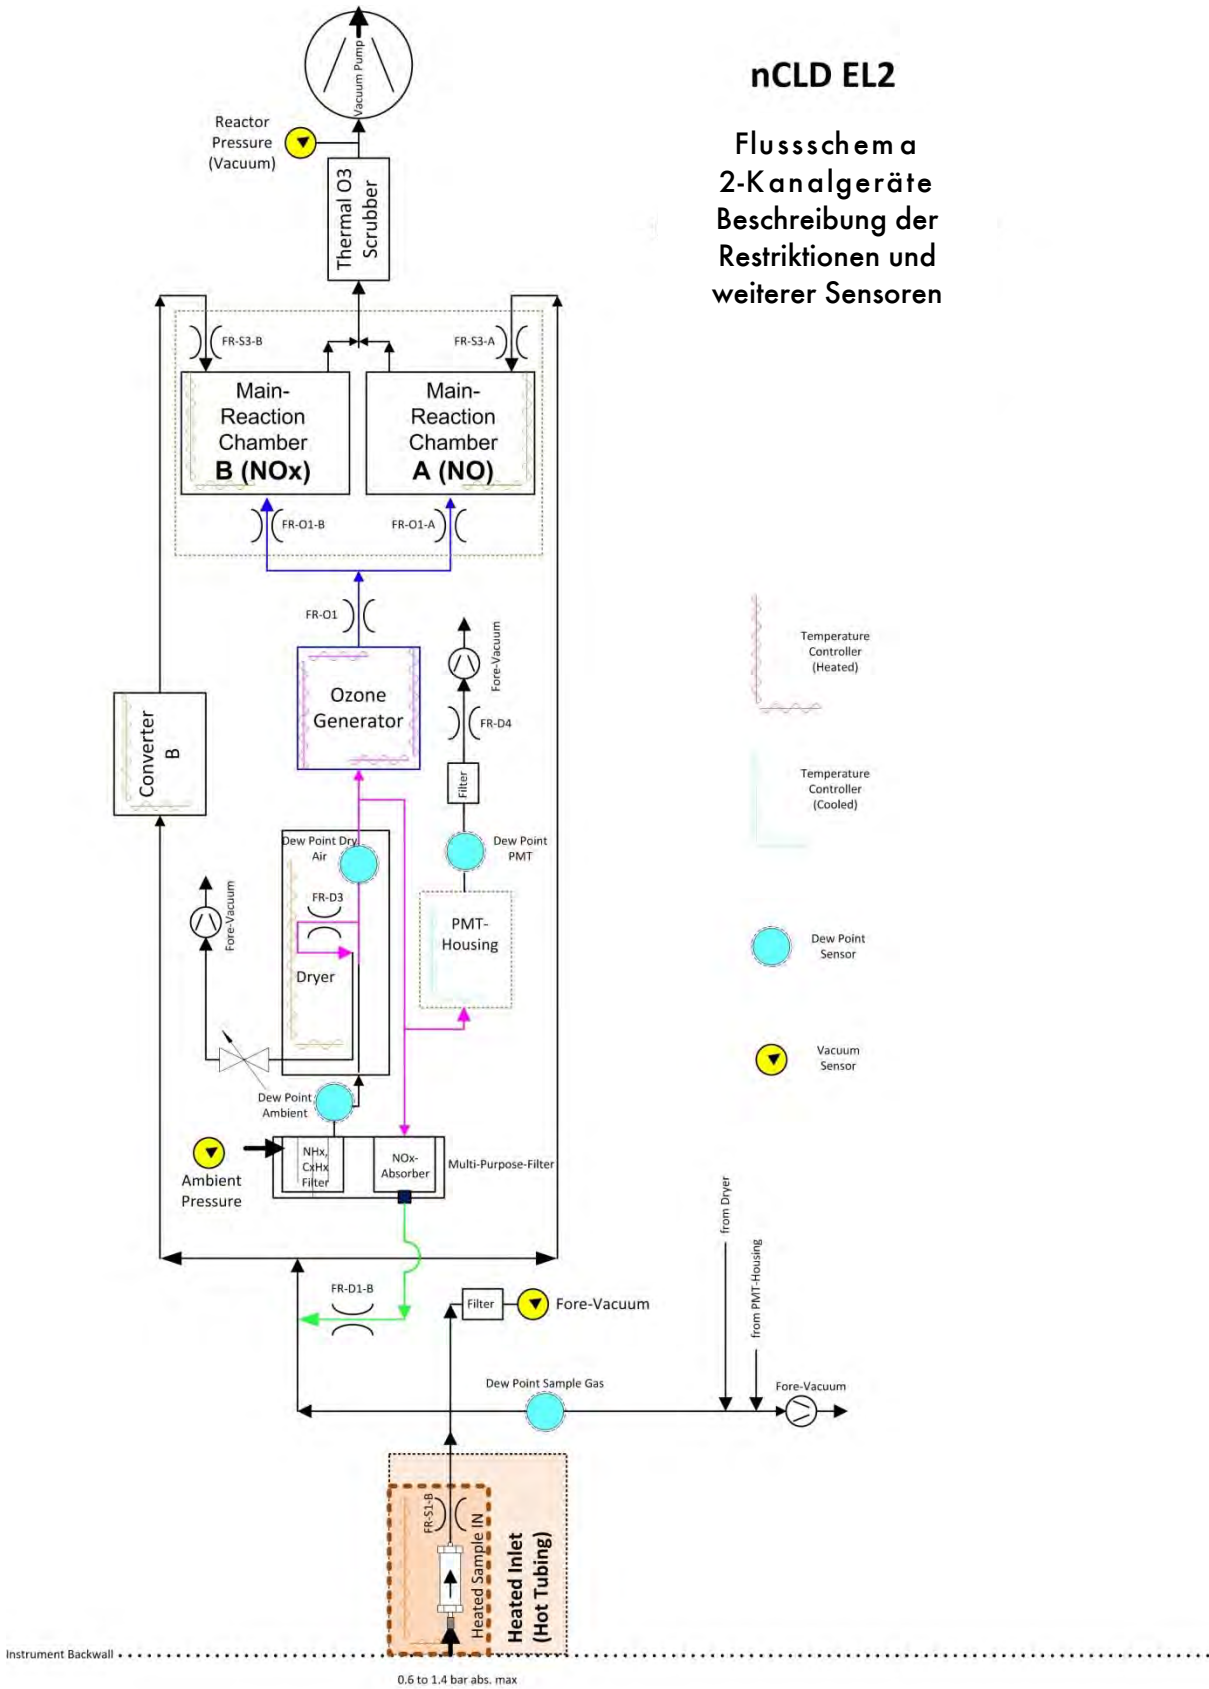 nCLD EL2
Flussschema
2-Kanalgeräte
Beschreibung der
Restriktionen und
weiterer Sensoren
Vacuum Pump
Reactor
Pressure
(Vacuum)
Thermal O3
Scrubber
FR-S3-B
FR-S3-A
Main-
Reaction
Chamber
B (NOx)
Main-
Reaction
Chamber
A (NO)
FR-O1-B
FR-O1-A
FR-O1
Ozone
Generator
Fore-Vacuum
FR-D4
Filter
Converter
B
Dew Point Dry
Air
Dew Point
PMT
FR-D3
Fore-Vacuum
PMT-
Housing
Dryer
Dew Point
Ambient
Ambient
Pressure
NHx,
CxHx
Filter
NOx-
Absorber
Multi-Purpose-Filter
Temperature
Controller
(Heated)
Temperature
Controller
(Cooled)
Dew Point
Sensor
Vacuum
Sensor
from Dryer
from PMT-Housing
FR-D1-B
Filter
Fore-Vacuum
Dew Point Sample Gas
Fore-Vacuum
FR-S1-B
Heated Sample IN
Heated Inlet
(Hot Tubing)
Instrument Backwall
0.6 to 1.4 bar abs. max